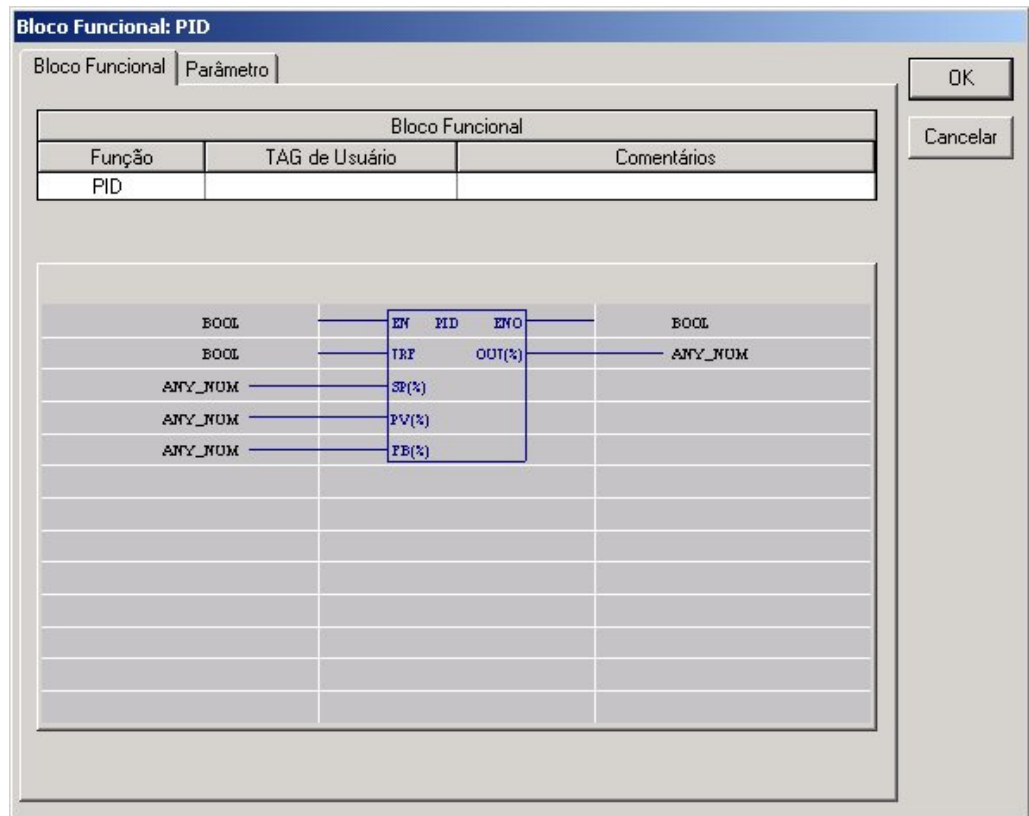 Bloco Funcional: PID
Bloco Funcional Parâmetro
OK
Cancelar
Bloco Funcional
Função TAG de Usuário Comentários
PID
BOOL EN PID ENO BOOL
BOOL TRF OUT(%) ANY_NUM
ANY_NUM SP(%)
ANY_NUM PV(%)
ANY_NUM FB(%)